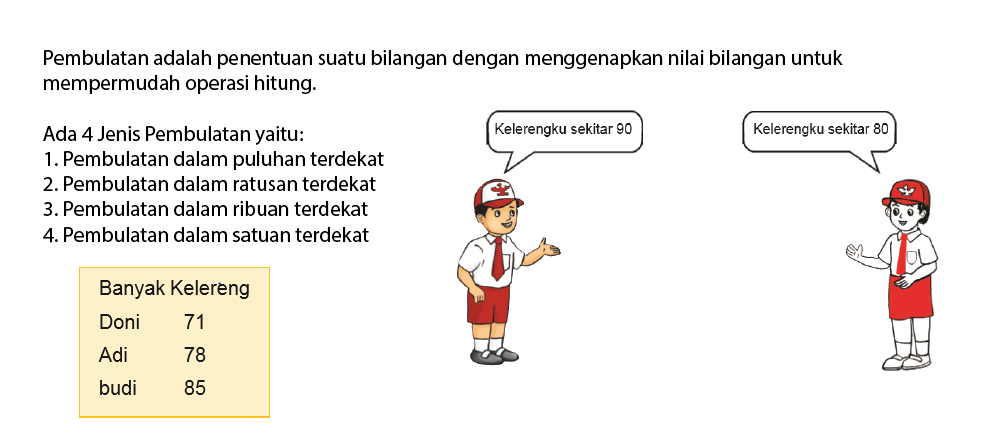 Pembulatan adalah penentuan suatu bilangan dengan menggenapkan nilai bilangan untuk
mempermudah operasi hitung.
Ada 4 Jenis Pembulatan yaitu:
1. Pembulatan dalam puluhan terdekat
2. Pembulatan dalam ratusan terdekat
3. Pembulatan dalam ribuan terdekat
4. Pembulatan dalam satuan terdekat
Kelerengku sekitar 90
Kelerengku sekitar 80
Banyak Kelereng
Doni 71
Adi 78
budi 85